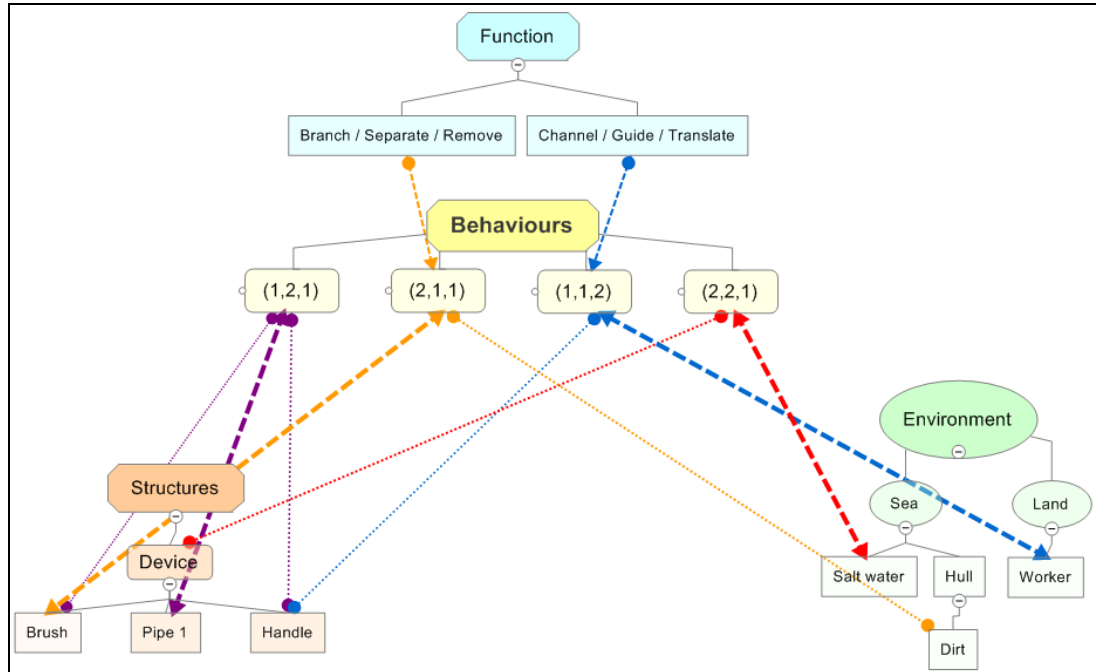 Function
Branch / Separate / Remove
Channel / Guide / Translate
Behaviours
(1,2,1)
(2,1,1)
(1,1,2)
(2,2,1)
Environment
Structures
Sea
Land
Device
Salt water
Hull
Worker
Brush
Pipe 1
Handle
Dirt